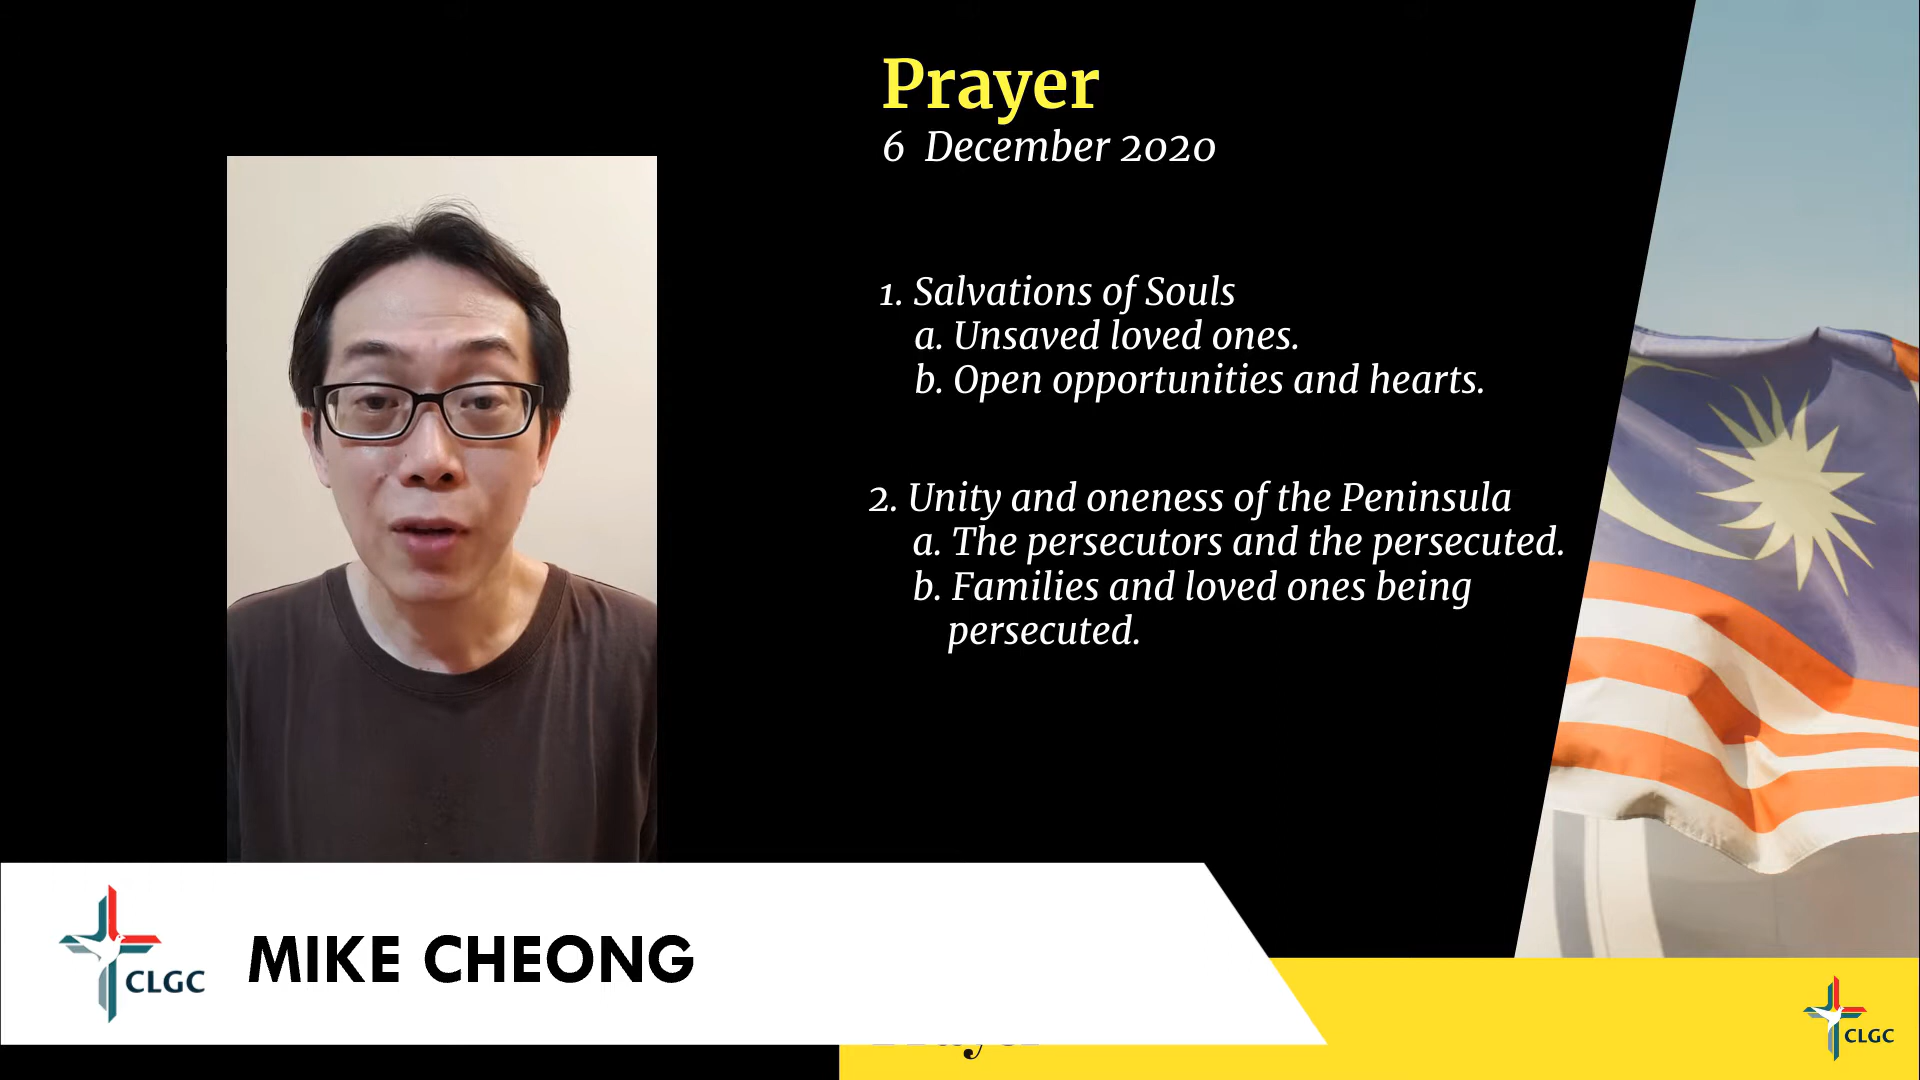 Prayer
6 December 2020
1. Salvations of Souls
a. Unsaved loved ones.
b. Open opportunities and hearts.
2. Unity and oneness of the Peninsula
a. The persecutors and the persecuted.
b. Families and loved ones being
persecuted.
CLGC
MIKE CHEONG
CLGC